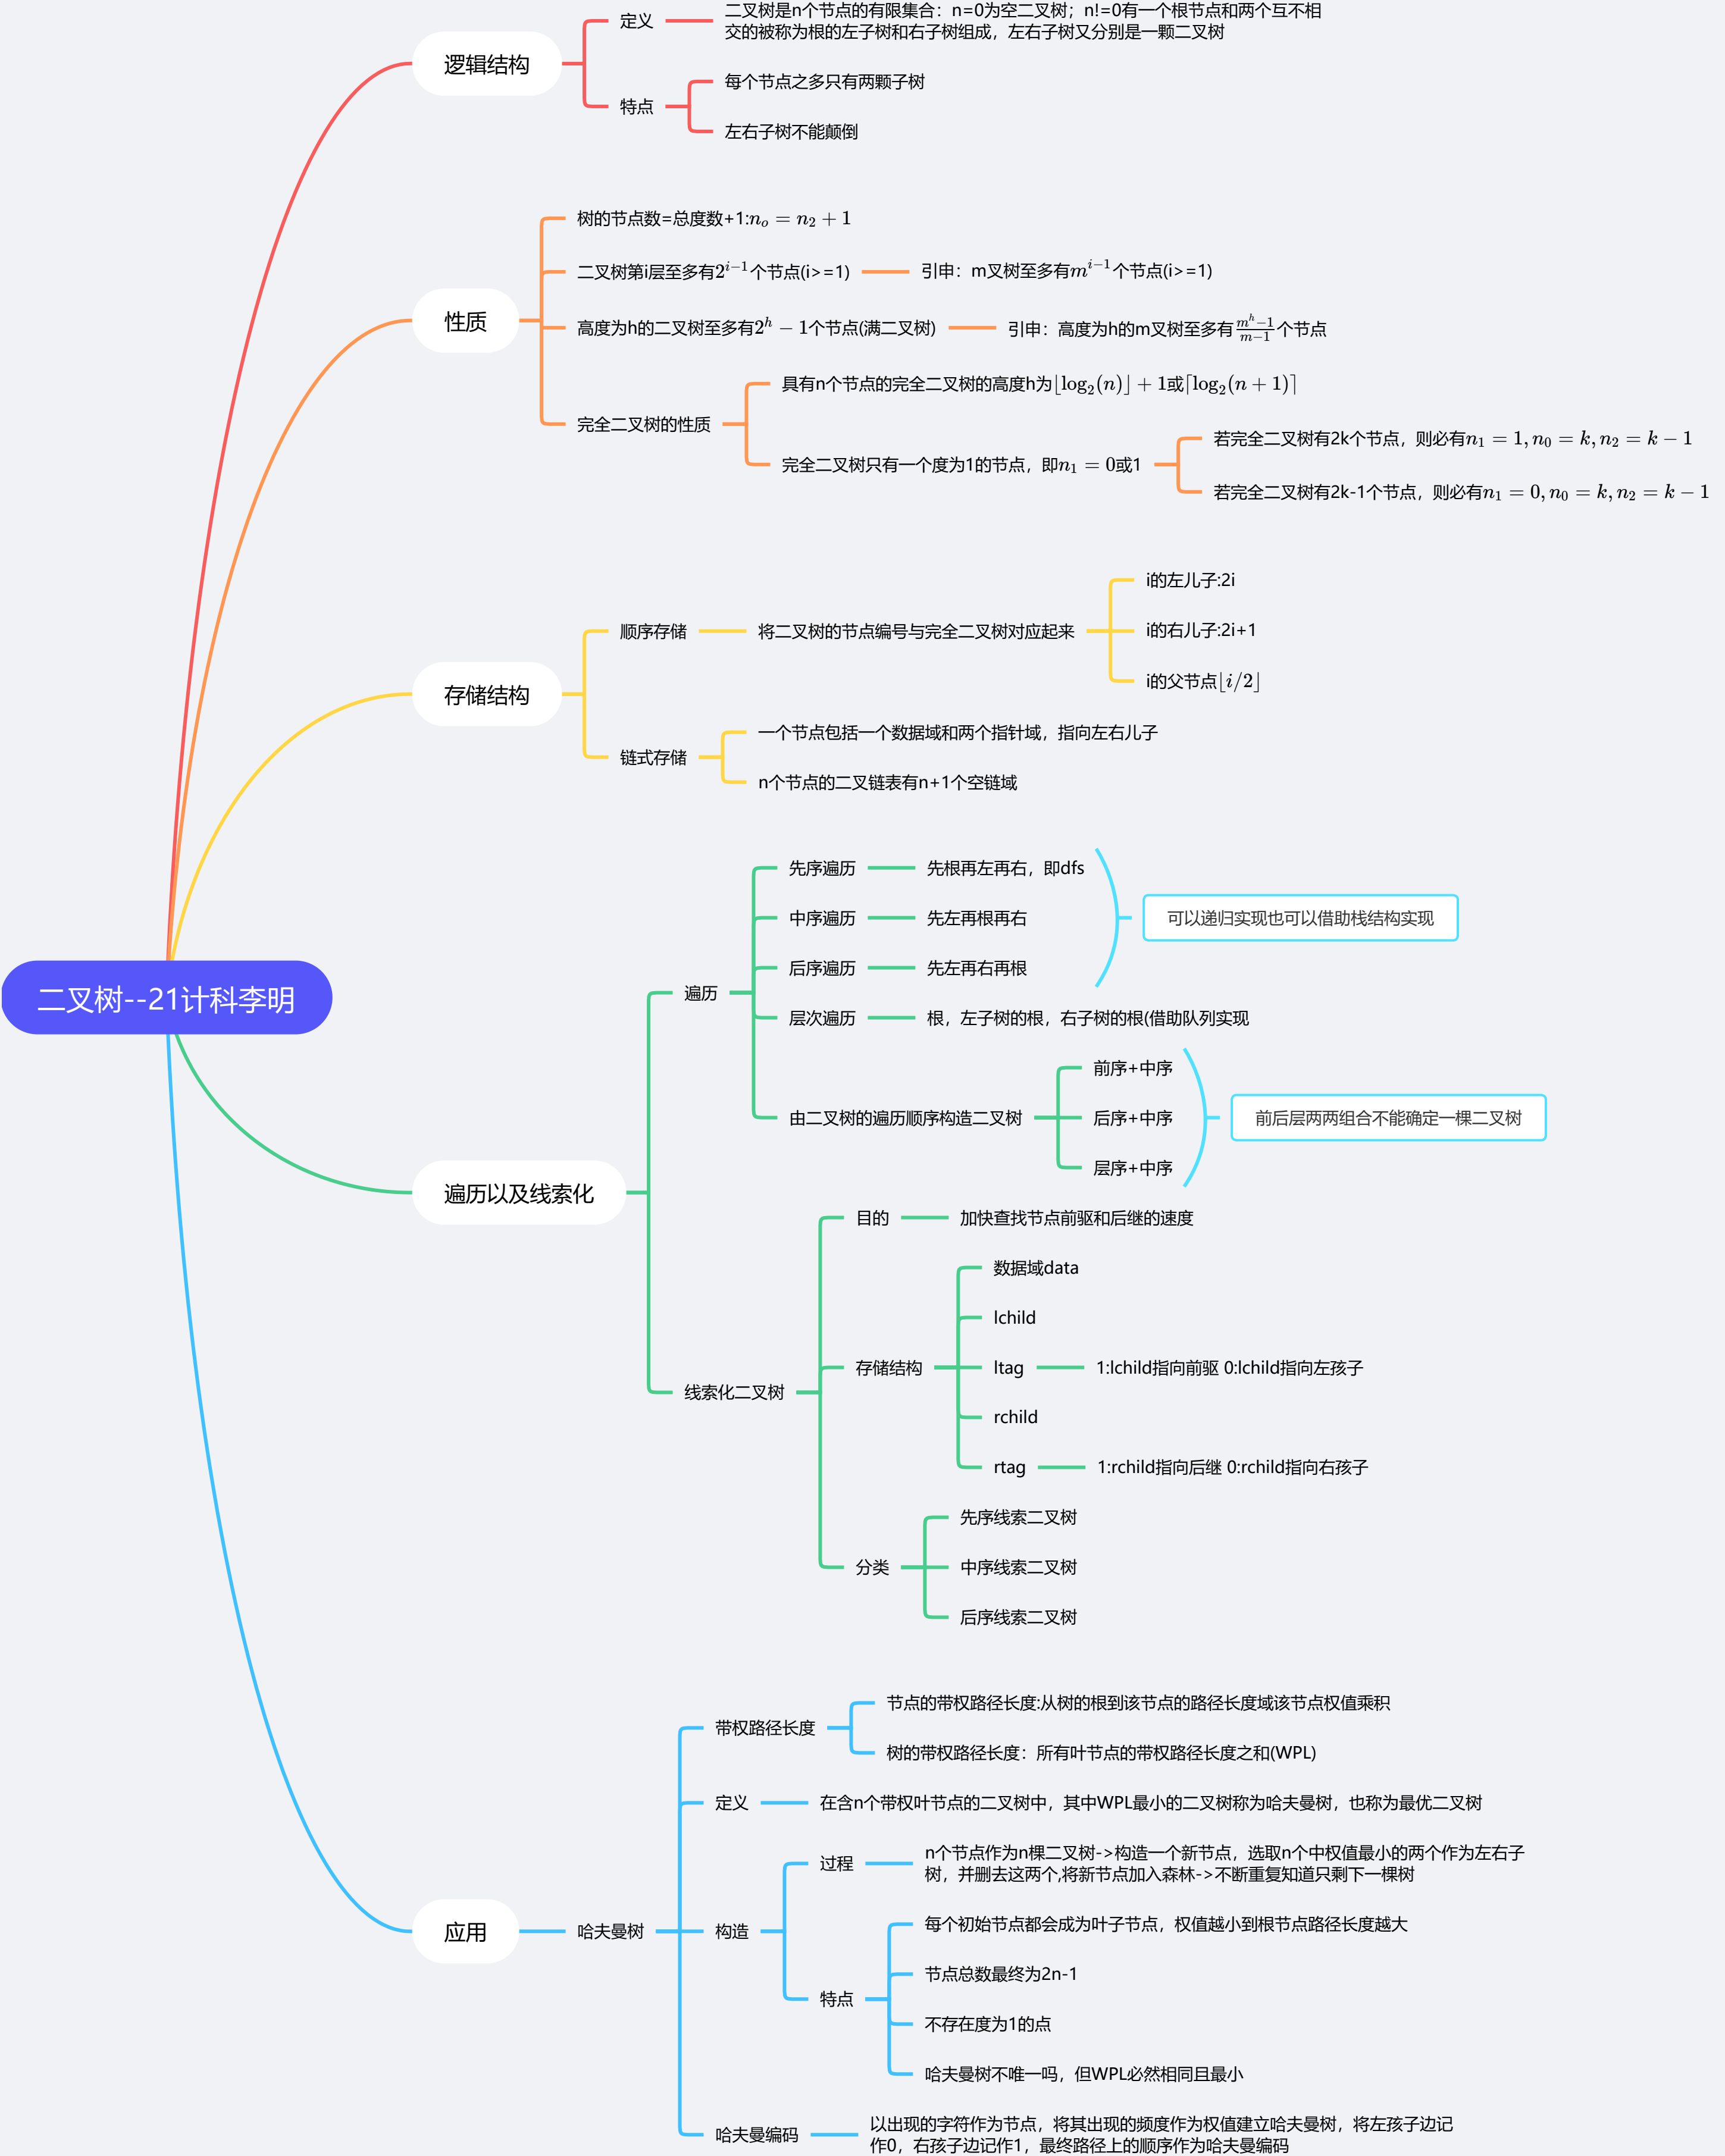 逻辑结构
定义
二叉树是n个节点的有限集合：n=0为空二叉树；n!=0有一个根节点和两个互不相
交的被称为根的左子树和右子树组成，左右子树又分别是一颗二叉树
特点
每个节点之多只有两颗子树
左右子树不能颠倒
性质
树的节点数=总度数+1:$n_o = n_2 + 1$
二叉树第i层至多有$2^{i-1}$个节点(i>=1)
引申：m叉树至多有$m^{i-1}$个节点(i>=1)
高度为h的二叉树至多有$2^h - 1$个节点(满二叉树)
引申：高度为h的m叉树至多有$\frac{m^h-1}{m-1}$个节点
完全二叉树的性质
具有n个节点的完全二叉树的高度h为$\lfloor \log_2(n) \rfloor + 1$或$\lceil \log_2(n+1) \rceil$
完全二叉树只有一个度为1的节点，即$n_1 = 0$或1
若完全二叉树有2k个节点，则必有$n_1 = 1, n_0 = k, n_2 = k - 1$
若完全二叉树有2k-1个节点，则必有$n_1 = 0, n_0 = k, n_2 = k - 1$
存储结构
顺序存储
将二叉树的节点编号与完全二叉树对应起来
i的左儿子:2i
i的右儿子:2i+1
i的父节点$\lfloor i/2 \rfloor$
链式存储
一个节点包括一个数据域和两个指针域，指向左右儿子
n个节点的二叉链表有n+1个空链域
二叉树--21计科李明
遍历以及线索化
遍历
先序遍历
先根再左再右，即dfs
中序遍历
先左再根再右
后序遍历
先左再右再根
可以递归实现也可以借助栈结构实现
层次遍历
根，左子树的根，右子树的根(借助队列实现
由二叉树的遍历顺序构造二叉树
前序+中序
后序+中序
层序+中序
前后层两两组合不能确定一棵二叉树
线索化二叉树
目的
加快查找节点前驱和后继的速度
存储结构
数据域data
lchild
ltag
1:lchild指向前驱 0:lchild指向左孩子
rchild
rtag
1:rchild指向后继 0:rchild指向右孩子
分类
先序线索二叉树
中序线索二叉树
后序线索二叉树
应用
哈夫曼树
带权路径长度
节点的带权路径长度:从树的根到该节点的路径长度域该节点权值乘积
树的带权路径长度：所有叶节点的带权路径长度之和(WPL)
定义
在含n个带权叶节点的二叉树中，其中WPL最小的二叉树称为哈夫曼树，也称为最优二叉树
构造
过程
n个节点作为n棵二叉树->构造一个新节点，选取n个中权值最小的两个作为左右子
树，并删去这两个,将新节点加入森林->不断重复知道只剩下一棵树
特点
每个初始节点都会成为叶子节点，权值越小到根节点路径长度越大
节点总数最终为2n-1
不存在度为1的点
哈夫曼树不唯一吗，但WPL必然相同且最小
哈夫曼编码
以出现的字符作为节点，将其出现的频度作为权值建立哈夫曼树，将左孩子边记
作0，右孩子边记作1，最终路径上的顺序作为哈夫曼编码